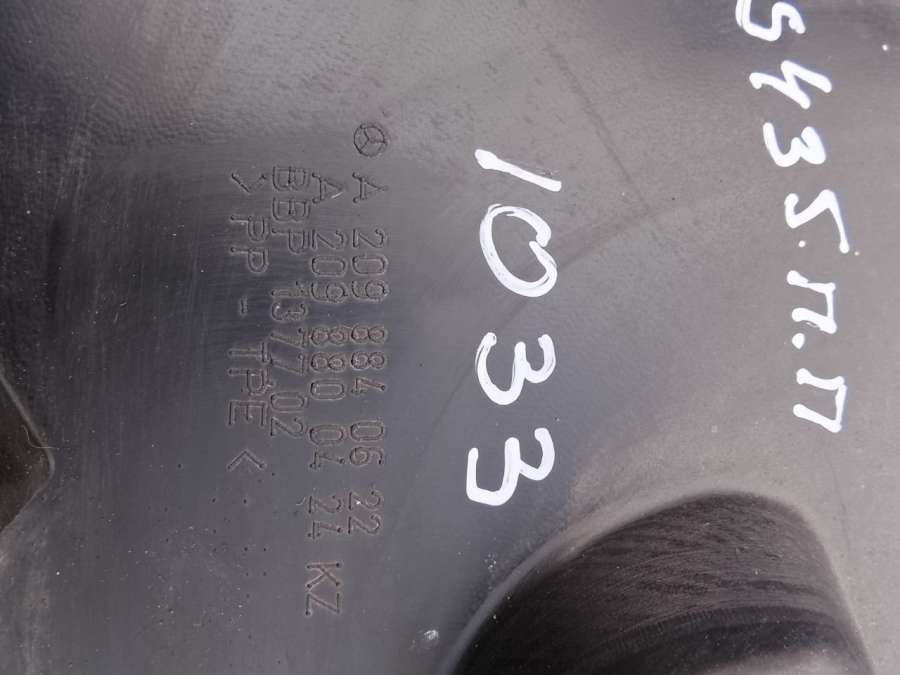 5435.П.П
1033
A 209 884 06 22
A 209 880 04 24 KZ
BBP 137702
> PP - TPE <